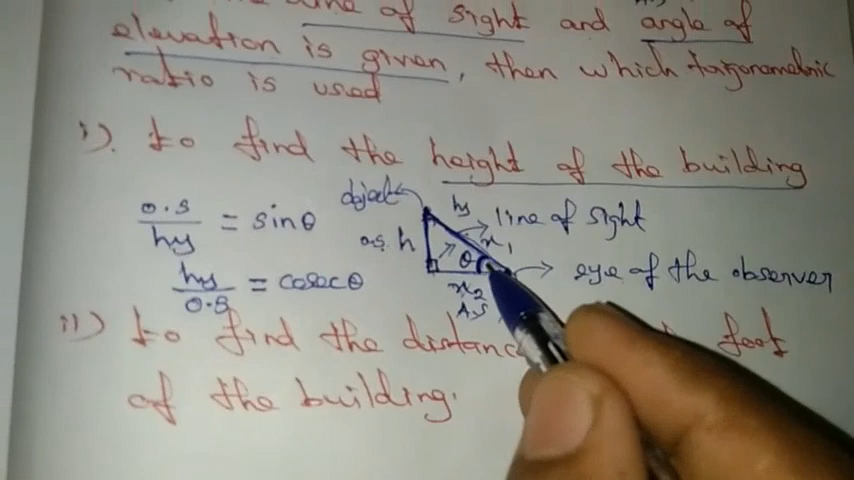 line of sight and angle of
elevation is given, then which trigonometric
ratio is used
i). to find the height of the building
object
hy
line of sight
o.s/hy = sinθ
o.s h
x1
θ
eye of the observer
hy/o.s = cosecθ
x2
A.S
ii) to find the distanc foot
of the building.